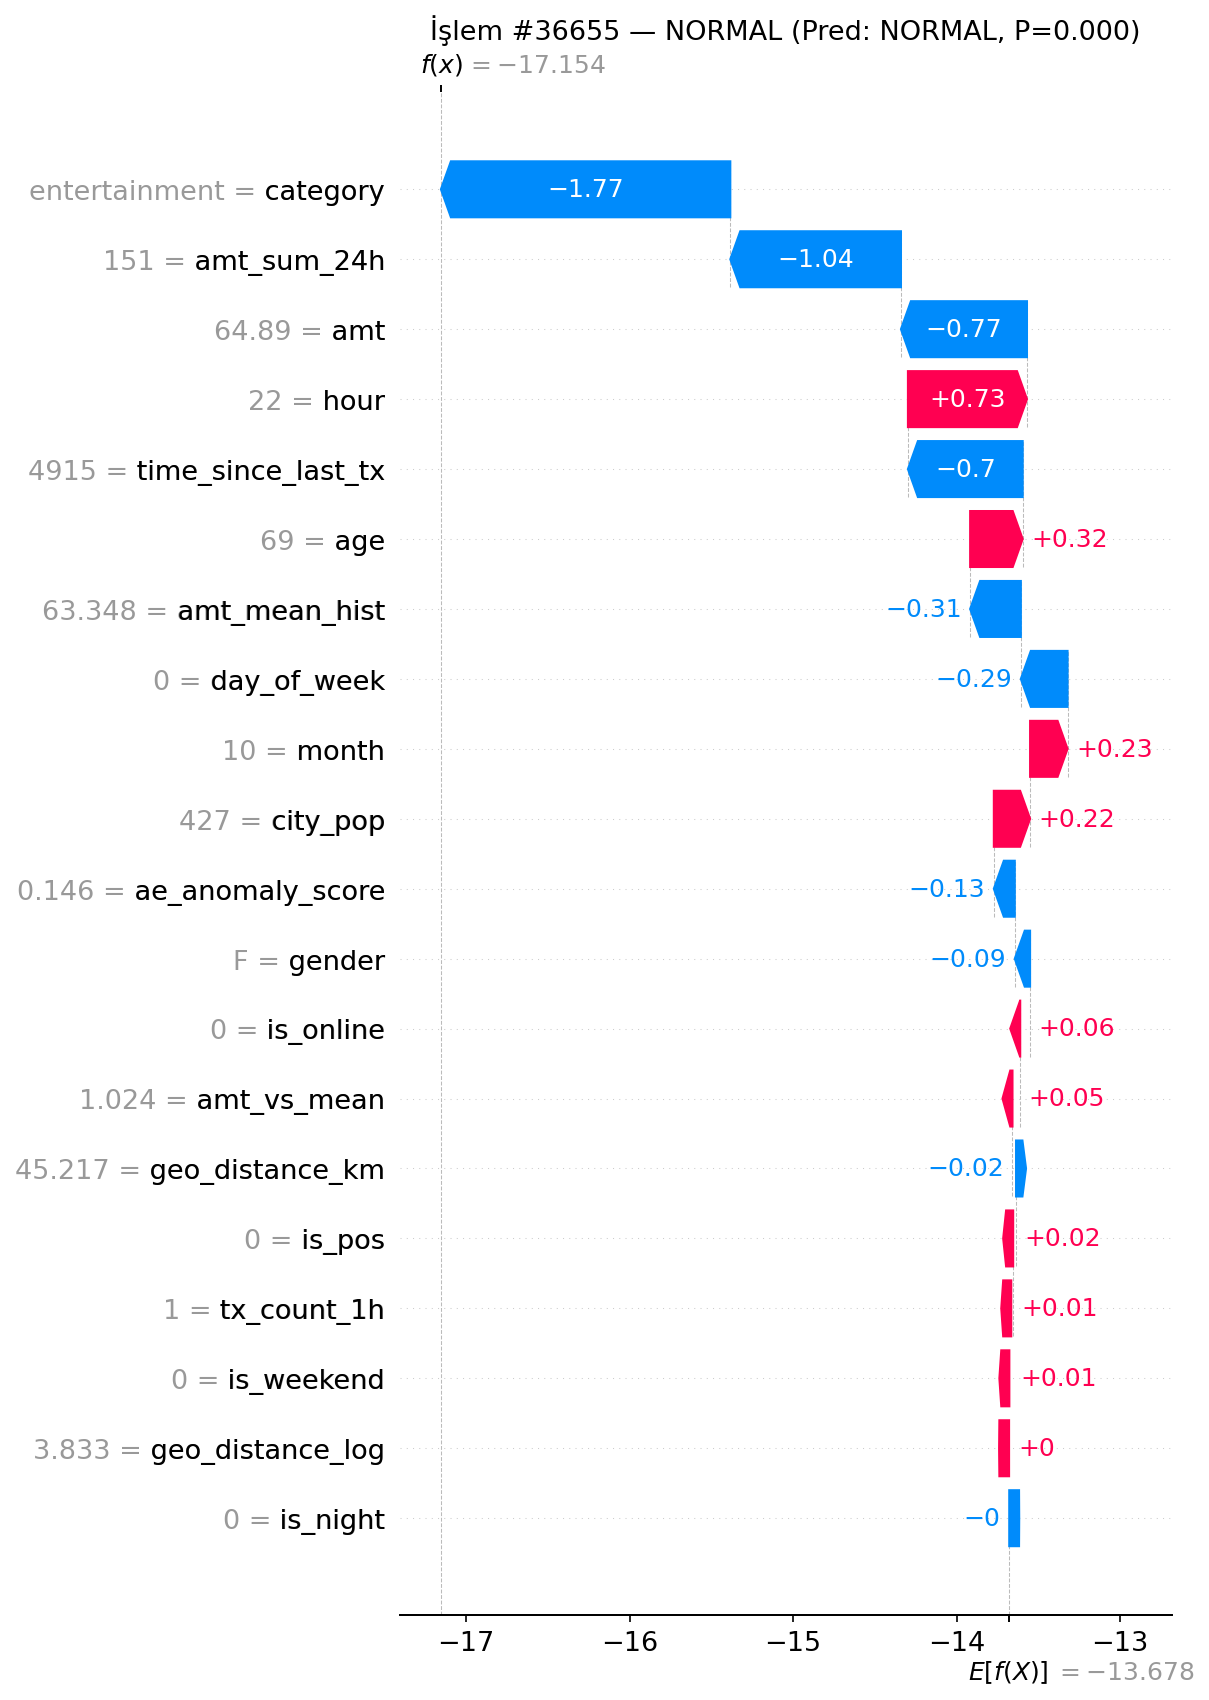 İşlem #36655 — NORMAL (Pred: NORMAL, P=0.000)
f(x) = −17.154
entertainment = category −1.77
151 = amt_sum_24h −1.04
64.89 = amt −0.77
22 = hour +0.73
4915 = time_since_last_tx −0.7
69 = age +0.32
63.348 = amt_mean_hist −0.31
0 = day_of_week −0.29
10 = month +0.23
427 = city_pop +0.22
0.146 = ae_anomaly_score −0.13
F = gender −0.09
0 = is_online +0.06
1.024 = amt_vs_mean +0.05
45.217 = geo_distance_km −0.02
0 = is_pos +0.02
1 = tx_count_1h +0.01
0 = is_weekend +0.01
3.833 = geo_distance_log +0
0 = is_night −0
−17 −16 −15 −14 −13
E[f(X)] = −13.678